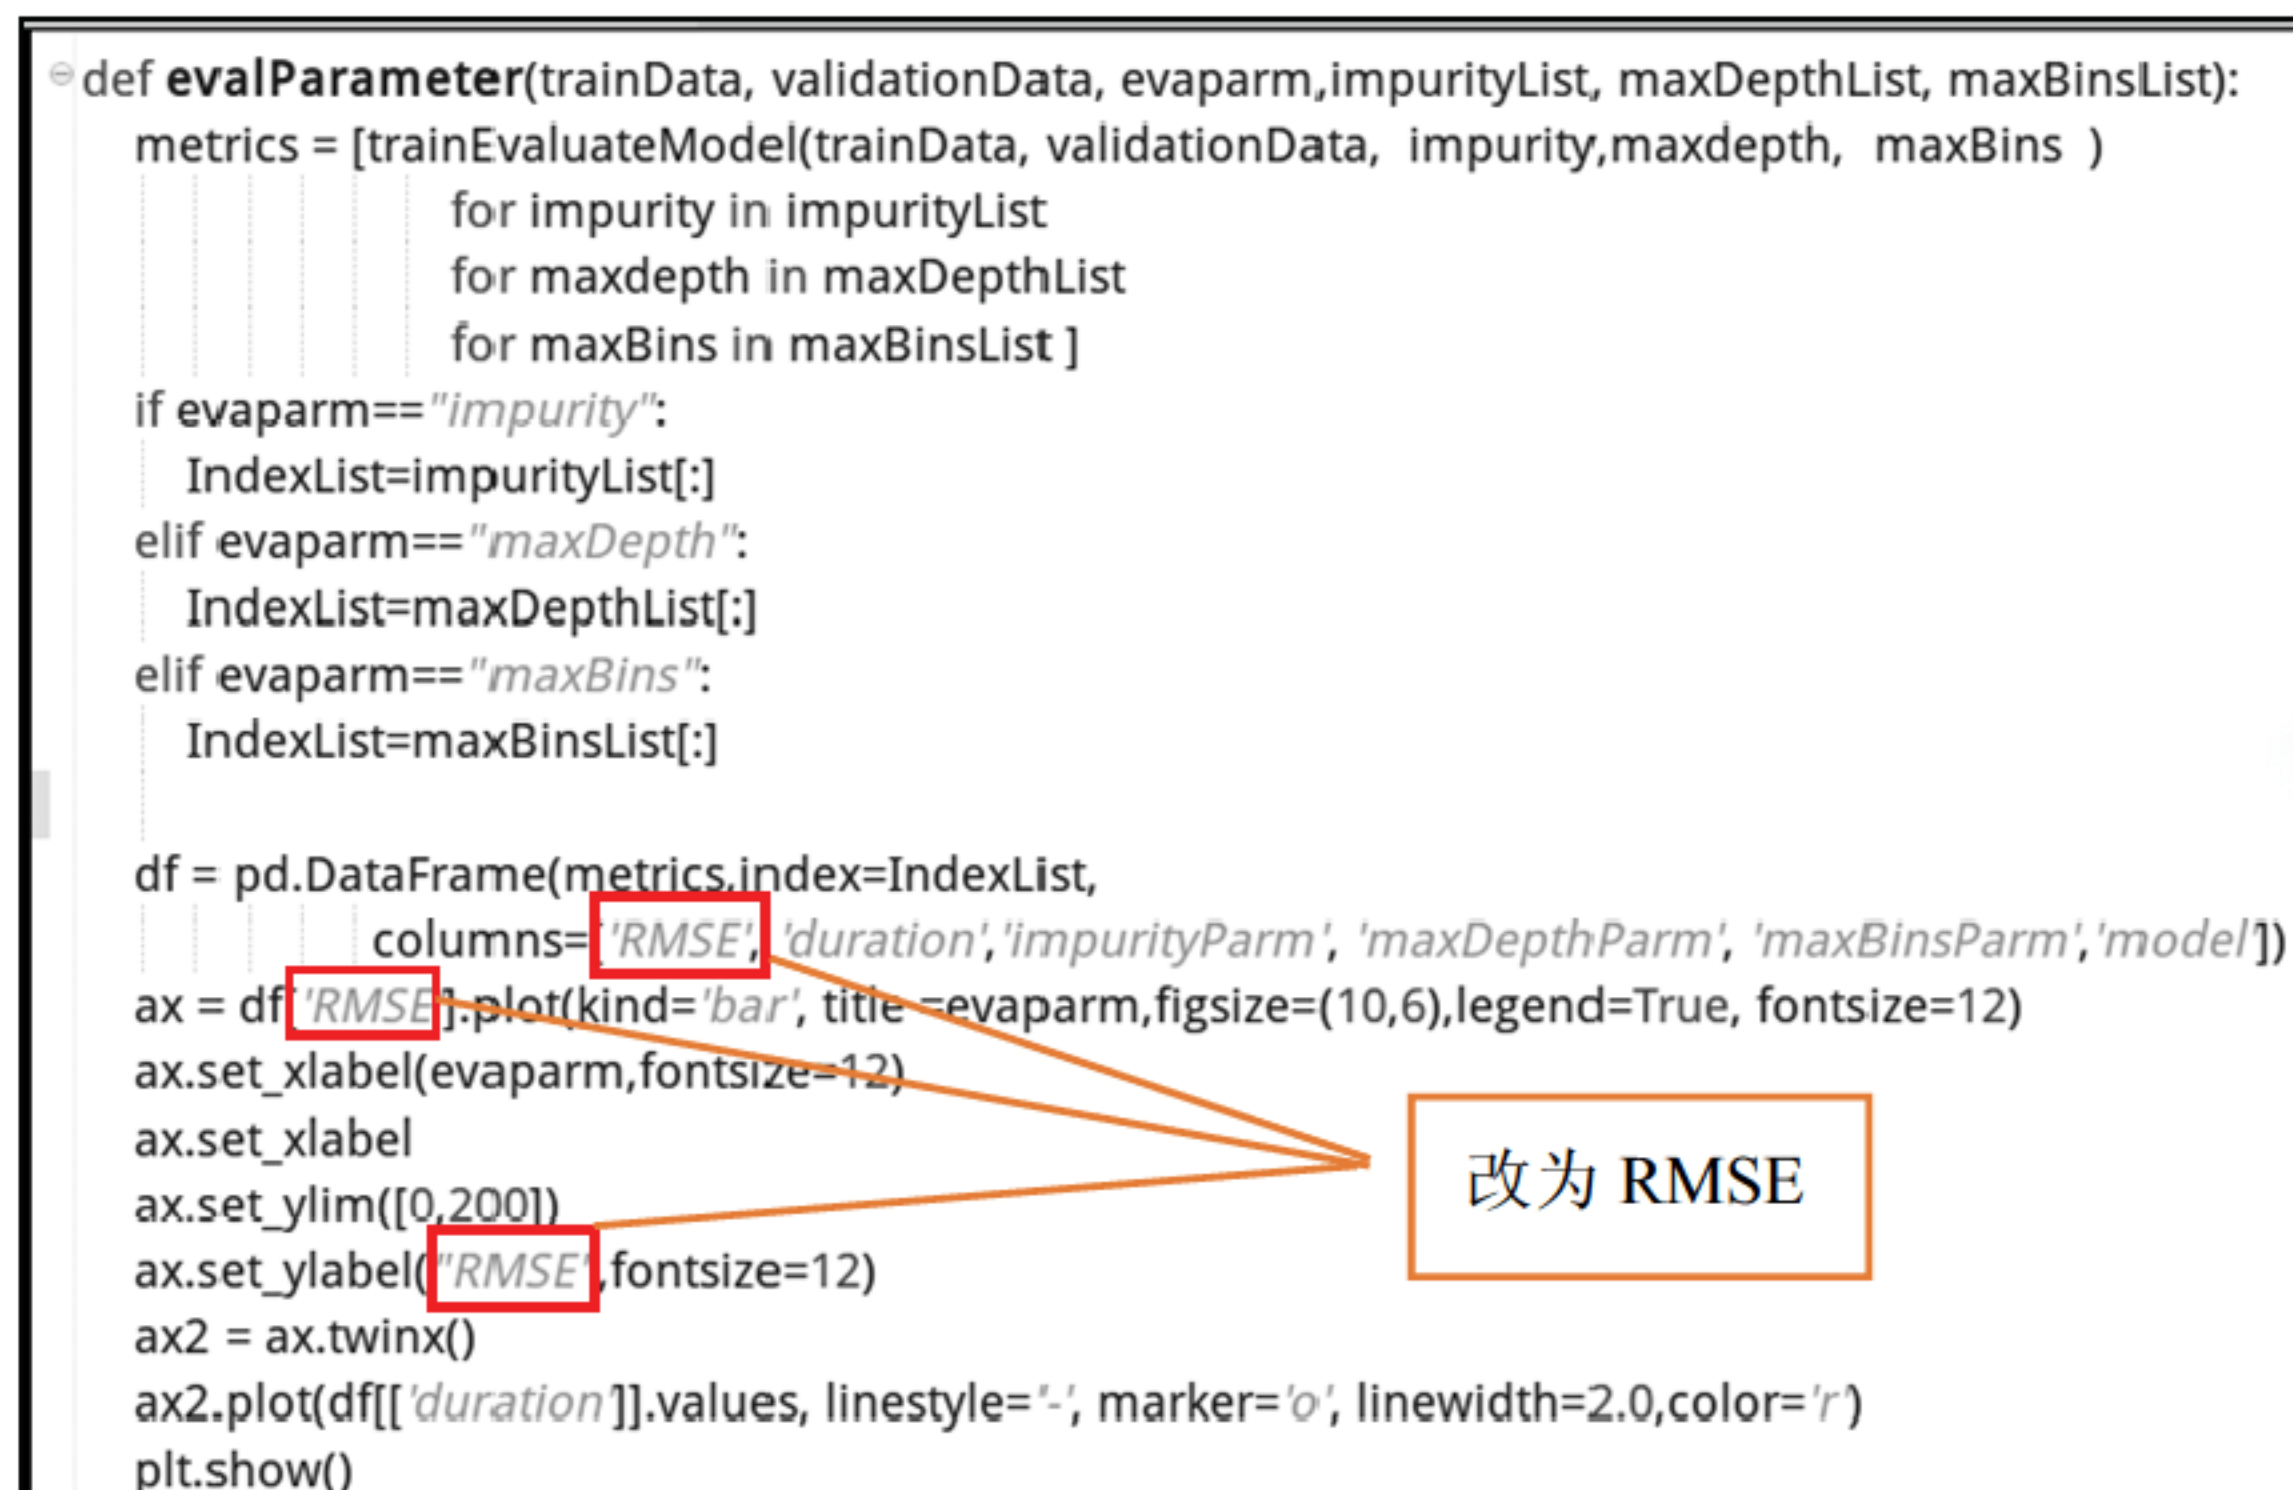 def evalParameter(trainData, validationData, evaparm,impurityList, maxDepthList, maxBinsList):
metrics = [trainEvaluateModel(trainData, validationData,  impurity,maxdepth,  maxBins  )
for impurity in impurityList
for maxdepth in maxDepthList
for maxBins in maxBinsList ]
if evaparm=="impurity":
IndexList=impurityList[:]
elif evaparm=="maxDepth":
IndexList=maxDepthList[:]
elif evaparm=="maxBins":
IndexList=maxBinsList[:]
df = pd.DataFrame(metrics,index=IndexList,
columns=['RMSE', 'duration','impurityParm', 'maxDepthParm', 'maxBinsParm','model'])
ax = df['RMSE'].plot(kind='bar', title =evaparm,figsize=(10,6),legend=True, fontsize=12)
ax.set_xlabel(evaparm,fontsize=12)
ax.set_xlabel
改为 RMSE
ax.set_ylim([0,200])
ax.set_ylabel("RMSE",fontsize=12)
ax2 = ax.twinx()
ax2.plot(df[['duration']].values, linestyle='-', marker='o', linewidth=2.0,color='r')
plt.show()